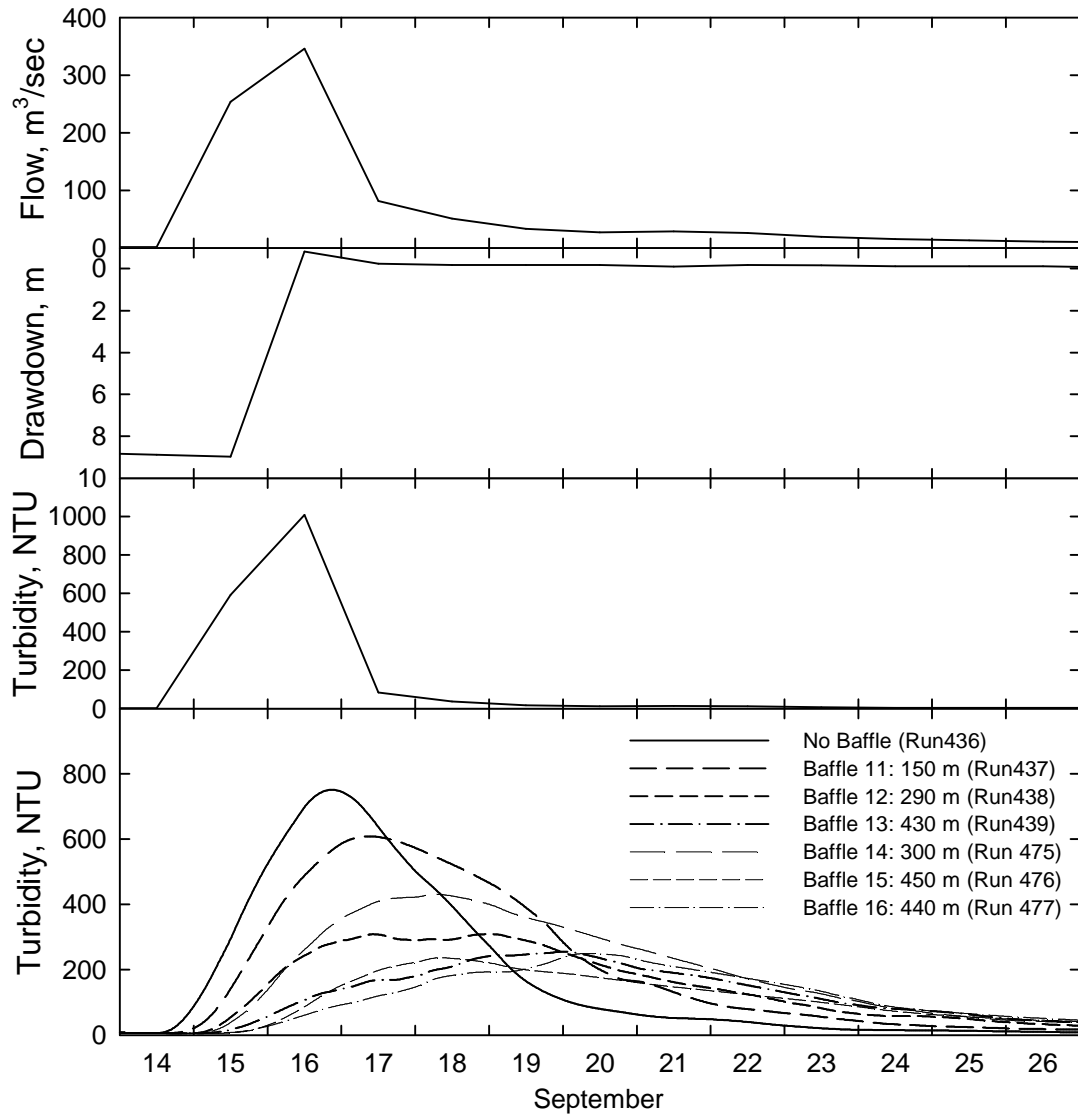 400
300
200
100
0
Flow, m³/sec
0
2
4
6
8
10
Drawdown, m
1000
800
600
400
200
0
Turbidity, NTU
800
600
400
200
0
Turbidity, NTU
No Baffle (Run436)
Baffle 11: 150 m (Run437)
Baffle 12: 290 m (Run438)
Baffle 13: 430 m (Run439)
Baffle 14: 300 m (Run 475)
Baffle 15: 450 m (Run 476)
Baffle 16: 440 m (Run 477)
14 15 16 17 18 19 20 21 22 23 24 25 26
September